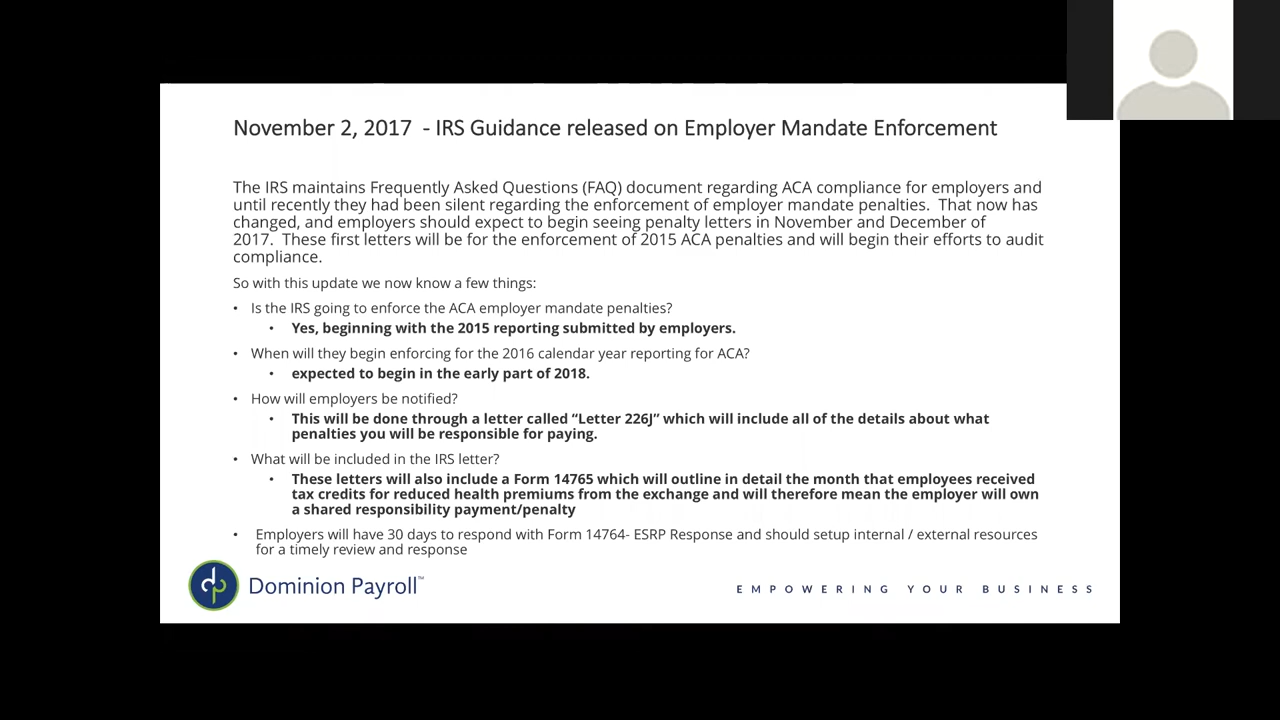 November 2, 2017  - IRS Guidance released on Employer Mandate Enforcement
The IRS maintains Frequently Asked Questions (FAQ) document regarding ACA compliance for employers and
until recently they had been silent regarding the enforcement of employer mandate penalties.  That now has
changed, and employers should expect to begin seeing penalty letters in November and December of
2017.  These first letters will be for the enforcement of 2015 ACA penalties and will begin their efforts to audit
compliance.
So with this update we now know a few things:
• Is the IRS going to enforce the ACA employer mandate penalties?
• Yes, beginning with the 2015 reporting submitted by employers.
• When will they begin enforcing for the 2016 calendar year reporting for ACA?
• expected to begin in the early part of 2018.
• How will employers be notified?
• This will be done through a letter called “Letter 226J” which will include all of the details about what
penalties you will be responsible for paying.
• What will be included in the IRS letter?
• These letters will also include a Form 14765 which will outline in detail the month that employees received
tax credits for reduced health premiums from the exchange and will therefore mean the employer will own
a shared responsibility payment/penalty
• Employers will have 30 days to respond with Form 14764- ESRP Response and should setup internal / external resources
for a timely review and response
dp Dominion Payroll™
EMPOWERING YOUR BUSINESS